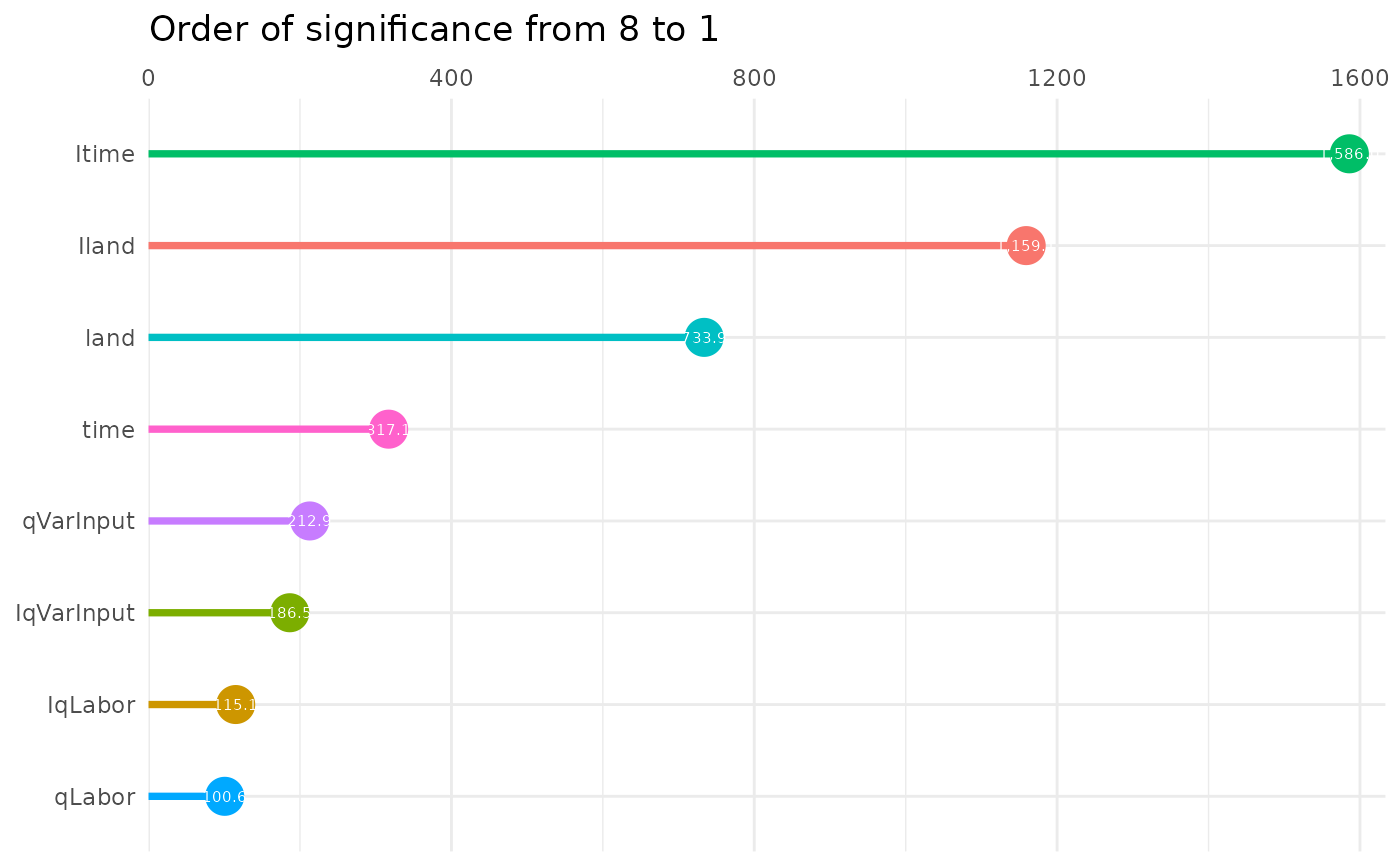 Order of significance from 8 to 1
0 400 800 1200 1600
ltime
lland
land 733.9
time 317.1
qVarInput 212.9
lqVarInput 186.5
lqLabor 115.1
qLabor 100.6